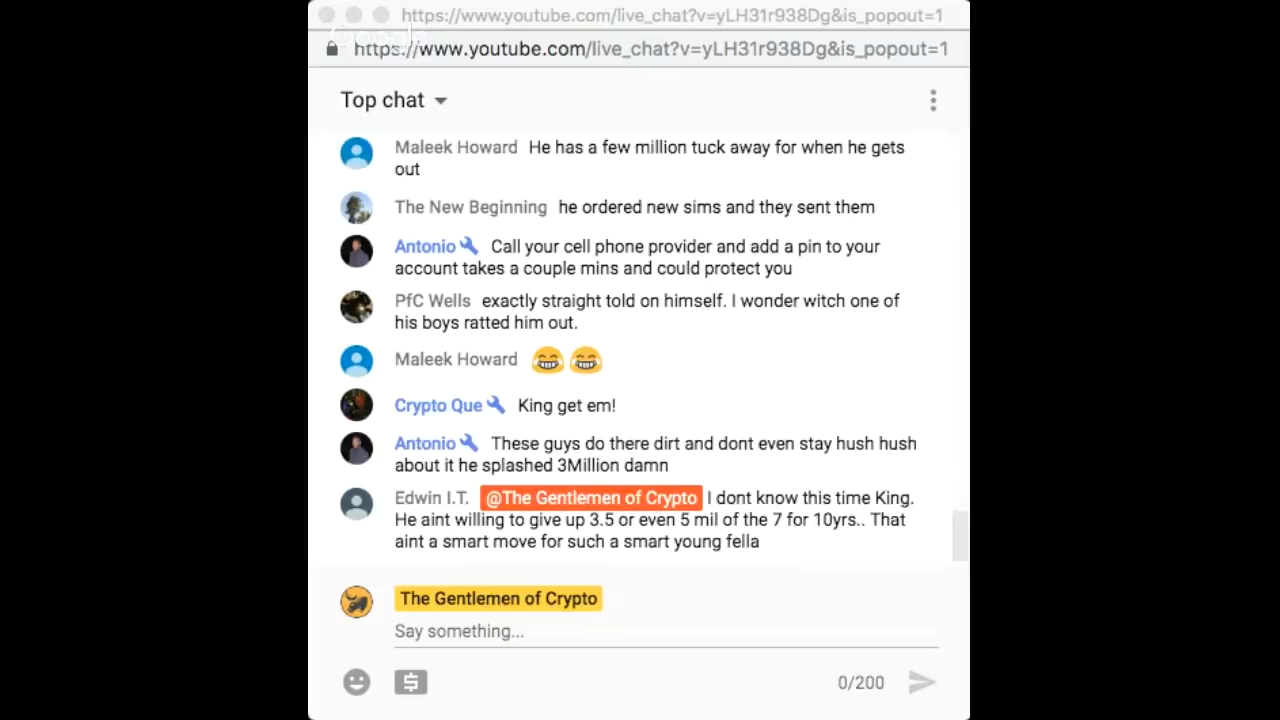 https://www.youtube.com/live_chat?v=yLH31r938Dg&is_popout=1
Google
https://www.youtube.com/live_chat?v=yLH31r938Dg&is_popout=1
Top chat
Maleek Howard He has a few million tuck away for when he gets
out
The New Beginning he ordered new sims and they sent them
Antonio Call your cell phone provider and add a pin to your
account takes a couple mins and could protect you
PfC Wells exactly straight told on himself. I wonder witch one of
his boys ratted him out.
Maleek Howard
Crypto Que King get em!
Antonio These guys do there dirt and dont even stay hush hush
about it he splashed 3Million damn
Edwin I.T. @The Gentlemen of Crypto I dont know this time King.
He aint willing to give up 3.5 or even 5 mil of the 7 for 10yrs.. That
aint a smart move for such a smart young fella
The Gentlemen of Crypto
Say something...
0/200